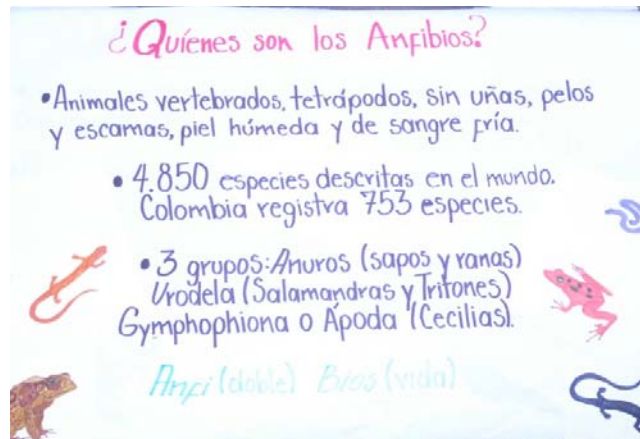 ¿Quíenes son los Anfibios?
•Animales vertebrados, tetrápodos, sin uñas, pelos
y escamas, piel húmeda y de sangre fría.
• 4.850 especies descritas en el mundo.
Colombia registra 753 especies.
• 3 grupos: Anuros (sapos y ranas)
Urodela (Salamandras y Tritones)
Gymphophiona o Apoda (Cecilias).
Anfi (doble) Bios (vida)